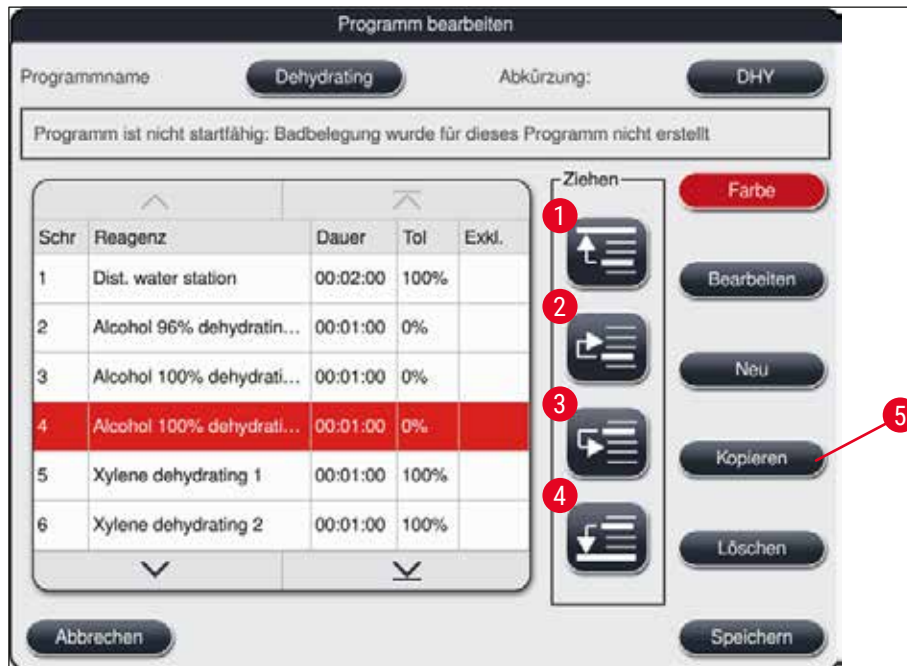 Programm bearbeiten
Programmname Dehydrating Abkürzung: DHY
Programm ist nicht startfähig: Badbelegung wurde für dieses Programm nicht erstellt
Schr Reagenz Dauer Tol Exkl.
1 Dist. water station 00:02:00 100%
2 Alcohol 96% dehydratin... 00:01:00 0%
3 Alcohol 100% dehydrati... 00:01:00 0%
4 Alcohol 100% dehydrati... 00:01:00 0%
5 Xylene dehydrating 1 00:01:00 100%
6 Xylene dehydrating 2 00:01:00 100%
Ziehen
1
2
3
4
Farbe
Bearbeiten
Neu
Kopieren
5
Löschen
Abbrechen
Speichern